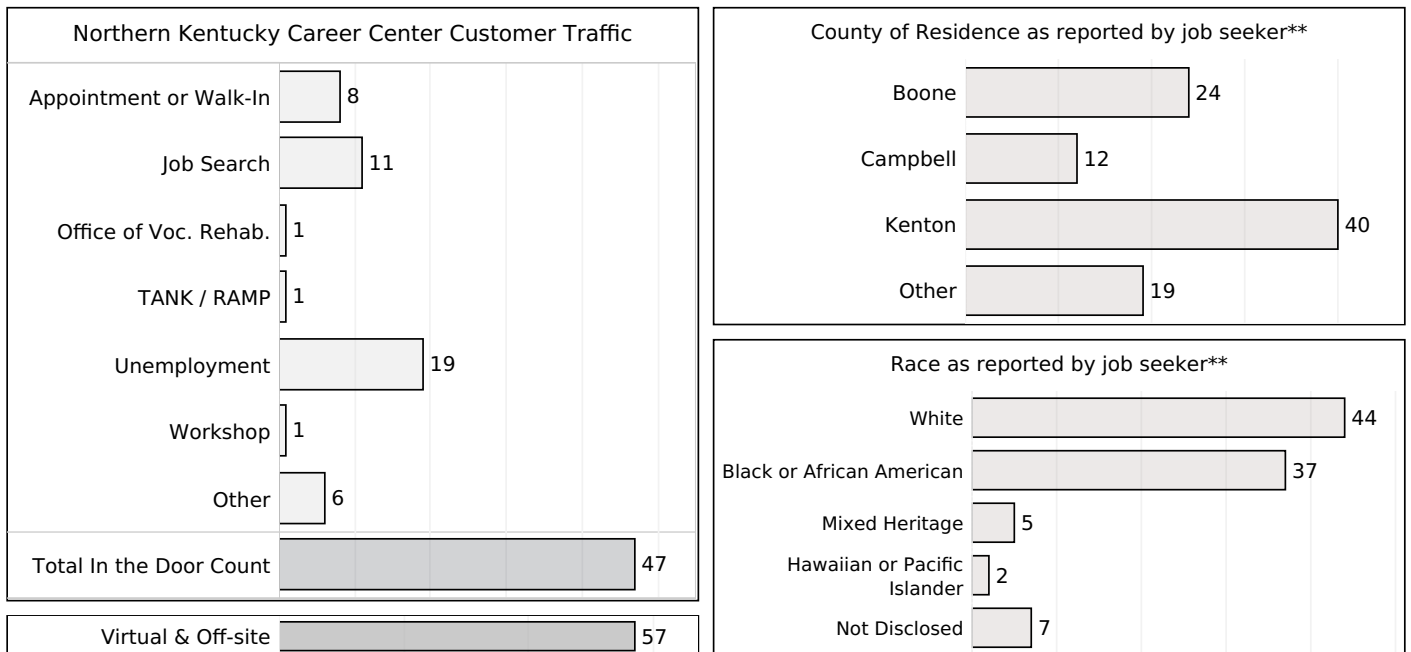 Northern Kentucky Career Center Customer Traffic
Appointment or Walk-In 8
Job Search 11
Office of Voc. Rehab. 1
TANK / RAMP 1
Unemployment 19
Workshop 1
Other 6
Total In the Door Count 47
Virtual & Off-site 57
County of Residence as reported by job seeker**
Boone 24
Campbell 12
Kenton 40
Other 19
Race as reported by job seeker**
White 44
Black or African American 37
Mixed Heritage 5
Hawaiian or Pacific
Islander 2
Not Disclosed 7